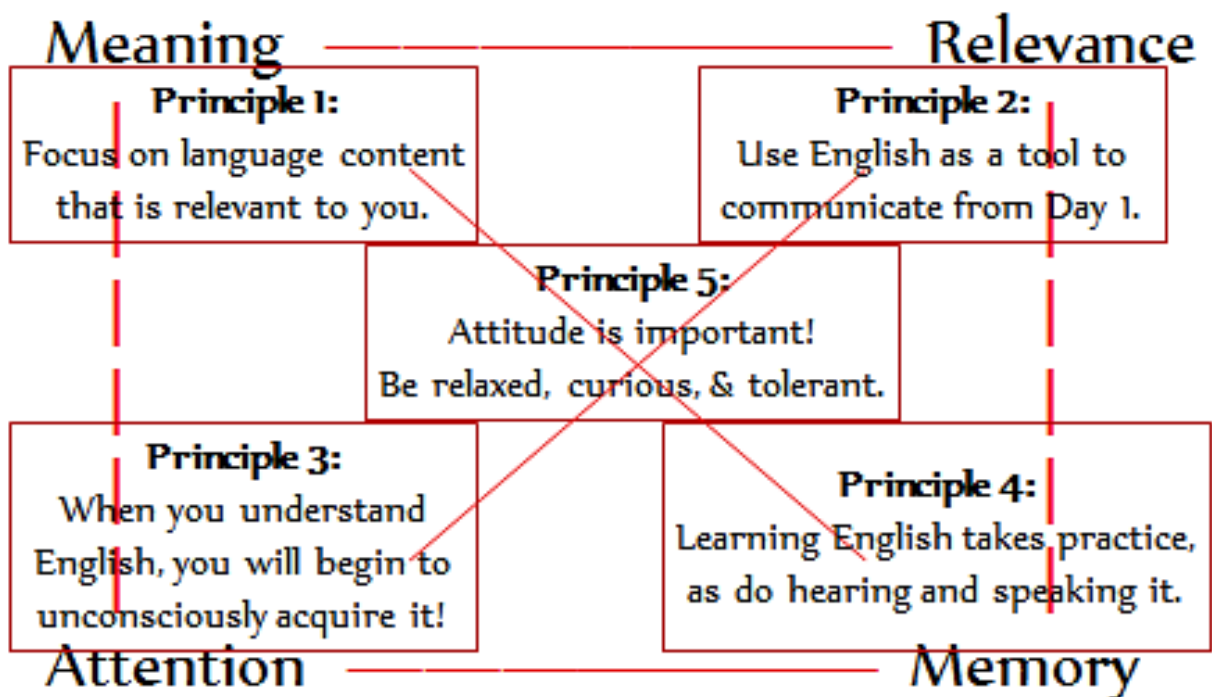 Meaning Relevance
Principle 1:
Focus on language content
that is relevant to you.
Principle 2:
Use English as a tool to
communicate from Day 1.
Principle 5:
Attitude is important!
Be relaxed, curious, & tolerant.
Principle 3:
When you understand
English, you will begin to
unconsciously acquire it!
Principle 4:
Learning English takes practice,
as do hearing and speaking it.
Attention Memory